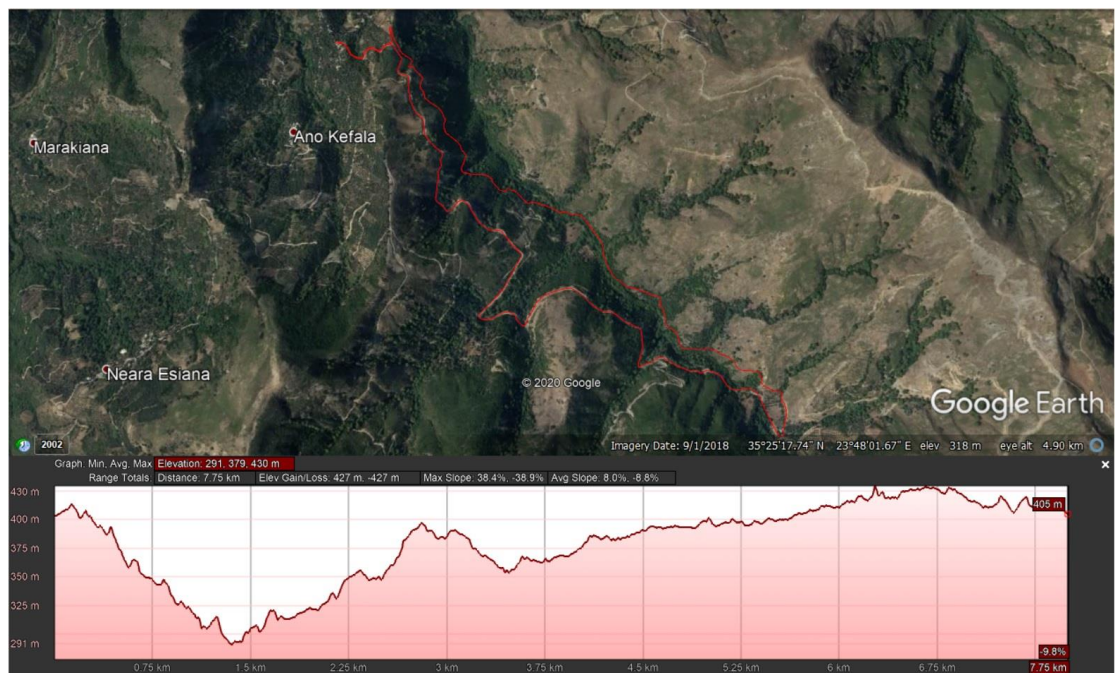 Marakiana
Ano Kefala
Neara Esiana
© 2020 Google
Google Earth
2002
Imagery Date: 9/1/2018 35°25'17.74" N 23°48'01.67" E elev 318 m eye alt 4.90 km
Graph: Min, Avg, Max Elevation: 291, 379, 430 m
Range Totals: Distance: 7.75 km Elev Gain/Loss: 427 m, -427 m Max Slope: 38.4%, -38.9% Avg Slope: 8.0%, -8.8%
430 m
405 m
400 m
375 m
350 m
325 m
291 m
-9.8%
0.75 km 1.5 km 2.25 km 3 km 3.75 km 4.5 km 5.25 km 6 km 6.75 km 7.75 km